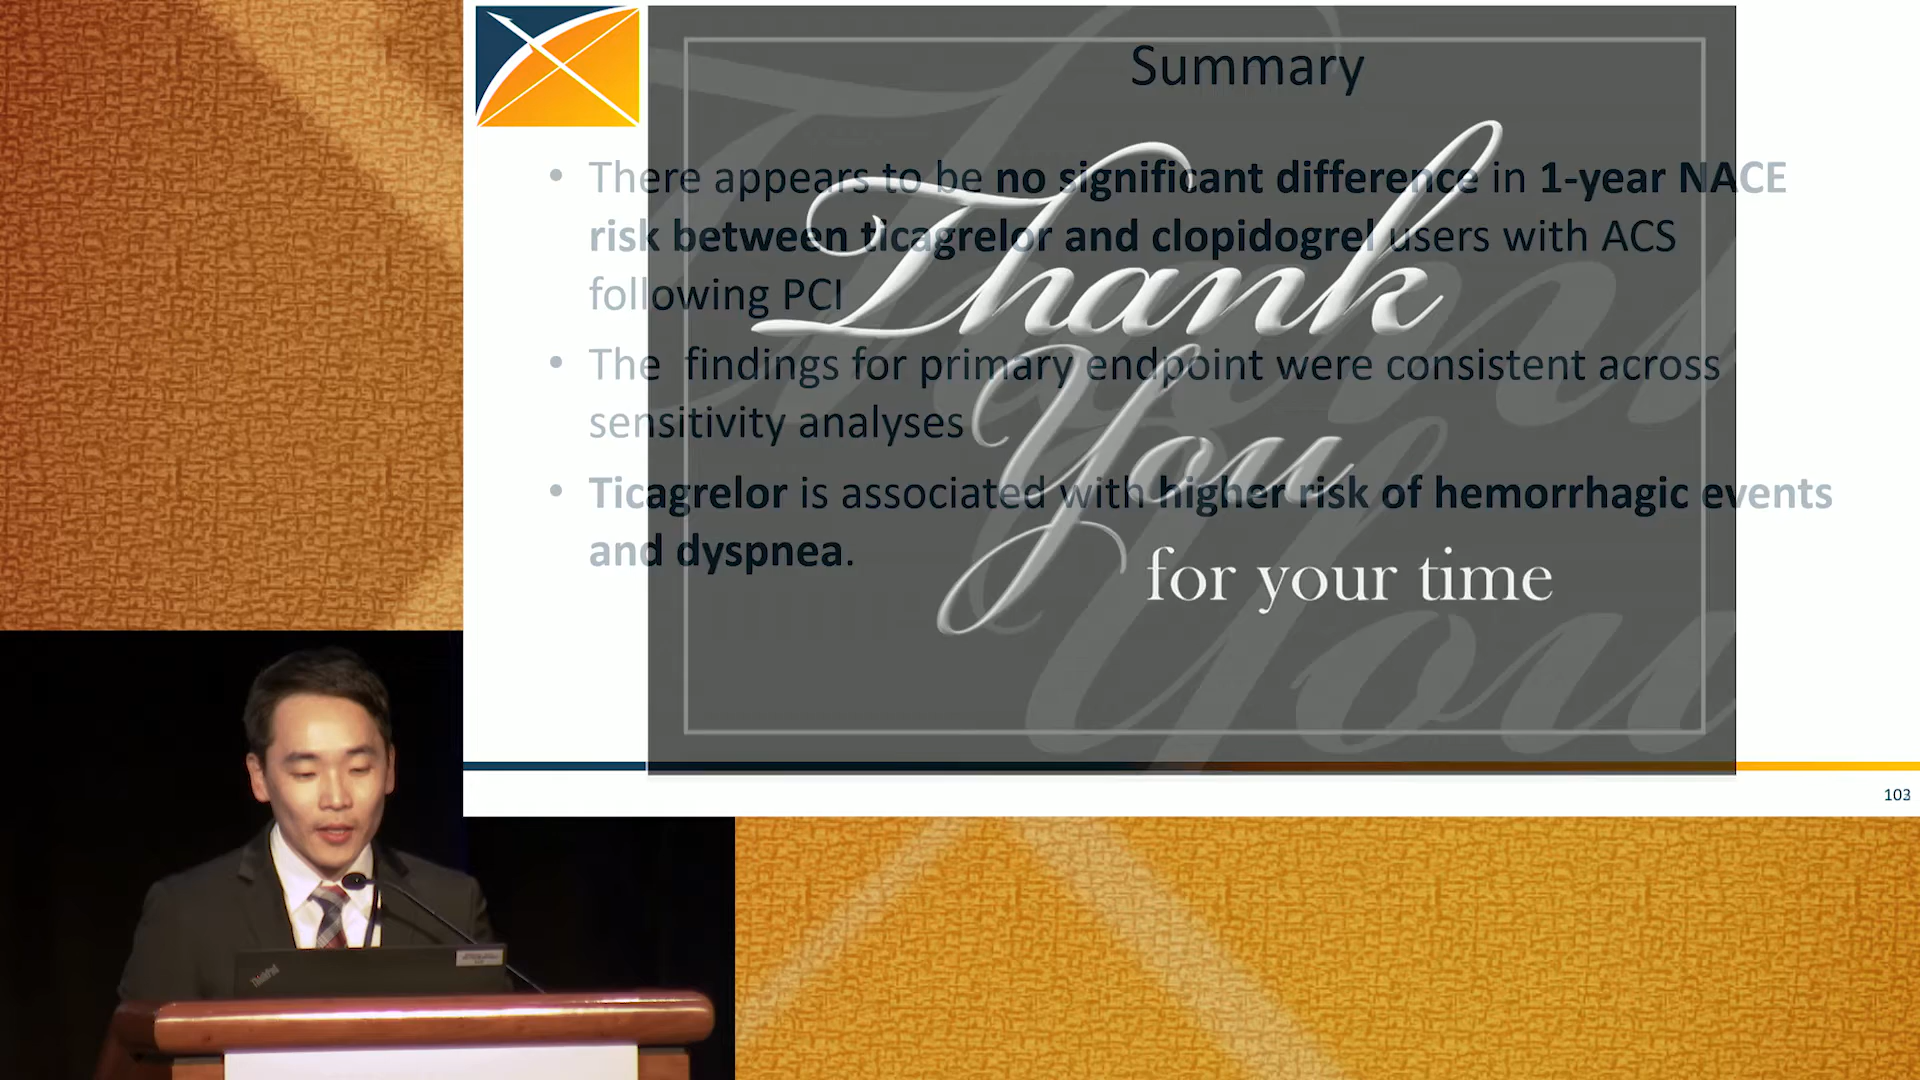 Summary
• There appears to be no significant difference in 1-year NACE
risk between ticagrelor and clopidogrel users with ACS
following PCI
• The findings for primary endpoint were consistent across
sensitivity analyses
• Ticagrelor is associated with higher risk of hemorrhagic events
and dyspnea.
Thank
You
for your time
103
ThinkPad